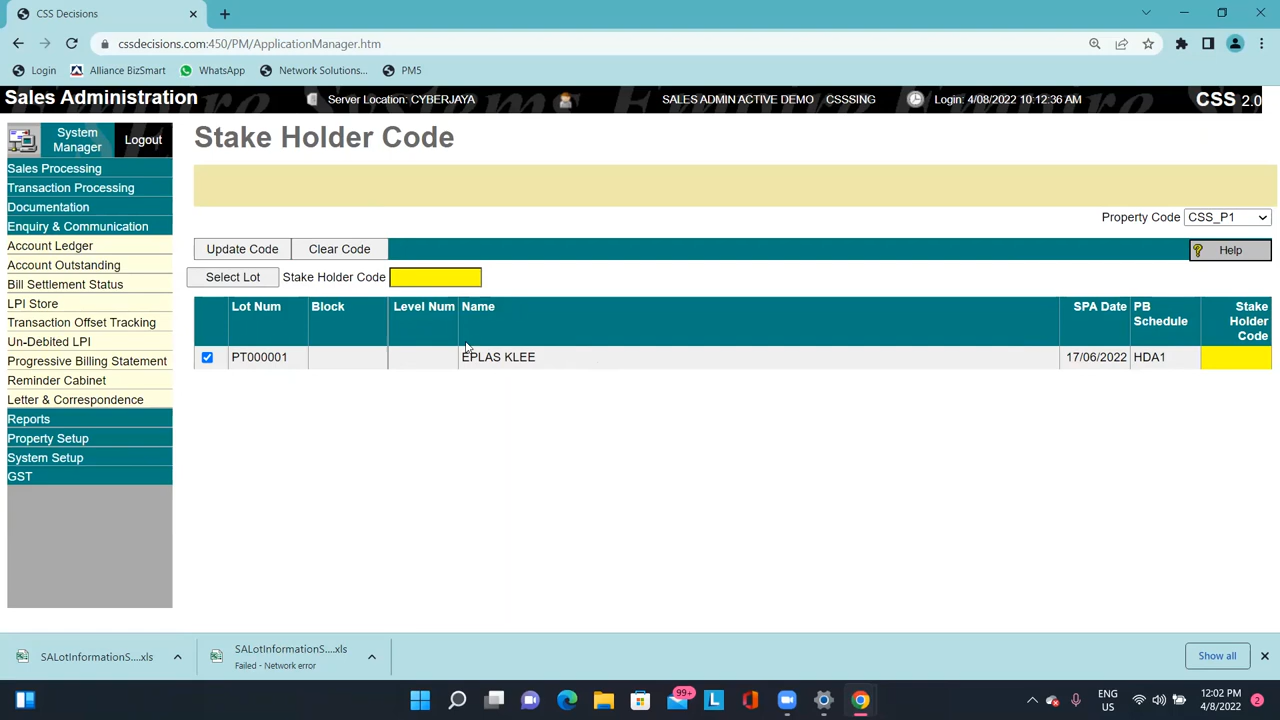 CSS Decisions
cssdecisions.com:450/PM/ApplicationManager.htm
Login
Alliance BizSmart
WhatsApp
Network Solutions...
PM5
Sales Administration
Server Location: CYBERJAYA
SALES ADMIN ACTIVE DEMO CSSSING
Login: 4/08/2022 10:12:36 AM
CSS 2.0
System Manager
Logout
Stake Holder Code
Sales Processing
Transaction Processing
Documentation
Enquiry & Communication
Account Ledger
Account Outstanding
Bill Settlement Status
LPI Store
Transaction Offset Tracking
Un-Debited LPI
Progressive Billing Statement
Reminder Cabinet
Letter & Correspondence
Reports
Property Setup
System Setup
GST
Property Code CSS_P1
Update Code
Clear Code
? Help
Select Lot
Stake Holder Code
Lot Num Block Level Num Name SPA Date PB Schedule Stake Holder Code
PT000001 EPLAS KLEE 17/06/2022 HDA1
SALotInformationS....xls
SALotInformationS....xls
Failed - Network error
Show all
99+
L
ENG
US
12:02 PM
4/8/2022
2